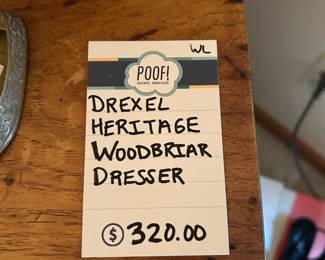 WL
POOF!
ESTATE SERVICES
DREXEL
HERITAGE
WOODBRIAR
DRESSER
$ 320.00